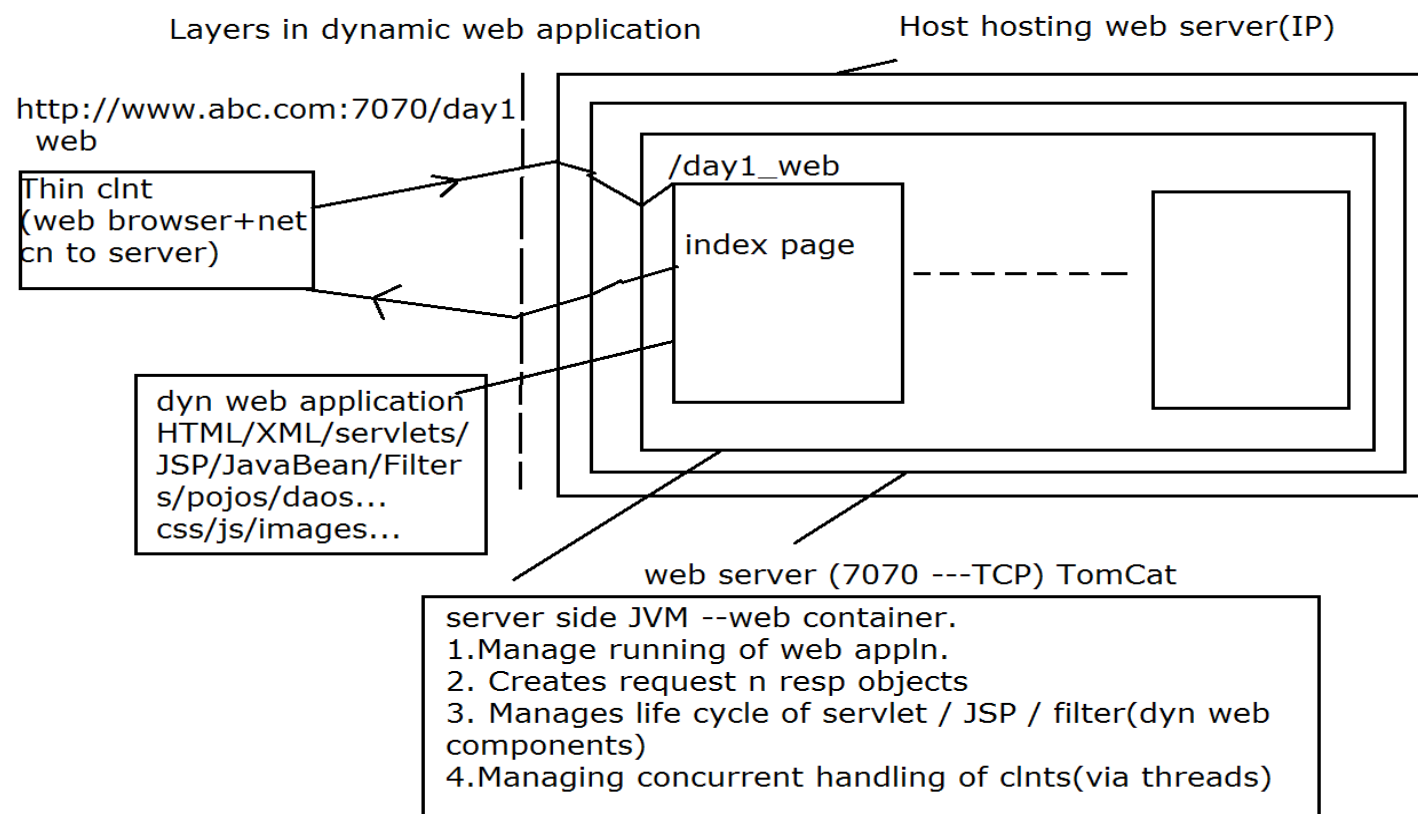 Layers in dynamic web application
Host hosting web server(IP)
http://www.abc.com:7070/day1
web
Thin clnt
(web browser+net
cn to server)
/day1_web
index page
dyn web application
HTML/XML/servlets/
JSP/JavaBean/Filter
s/pojos/daos...
css/js/images...
web server (7070 ---TCP) TomCat
server side JVM --web container.
1.Manage running of web appln.
2. Creates request n resp objects
3. Manages life cycle of servlet / JSP / filter(dyn web
components)
4.Managing concurrent handling of clnts(via threads)